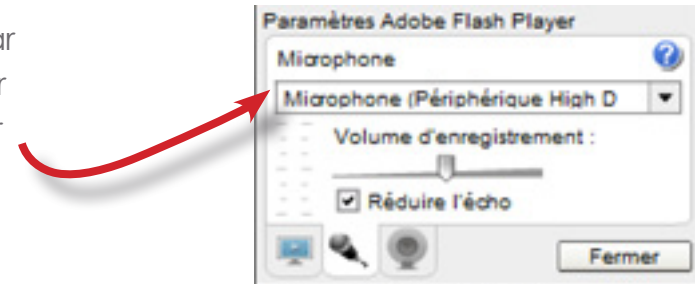 Paramètres Adobe Flash Player
Microphone
Microphone (Périphérique High D
Volume d'enregistrement :
Réduire l'écho
Fermer